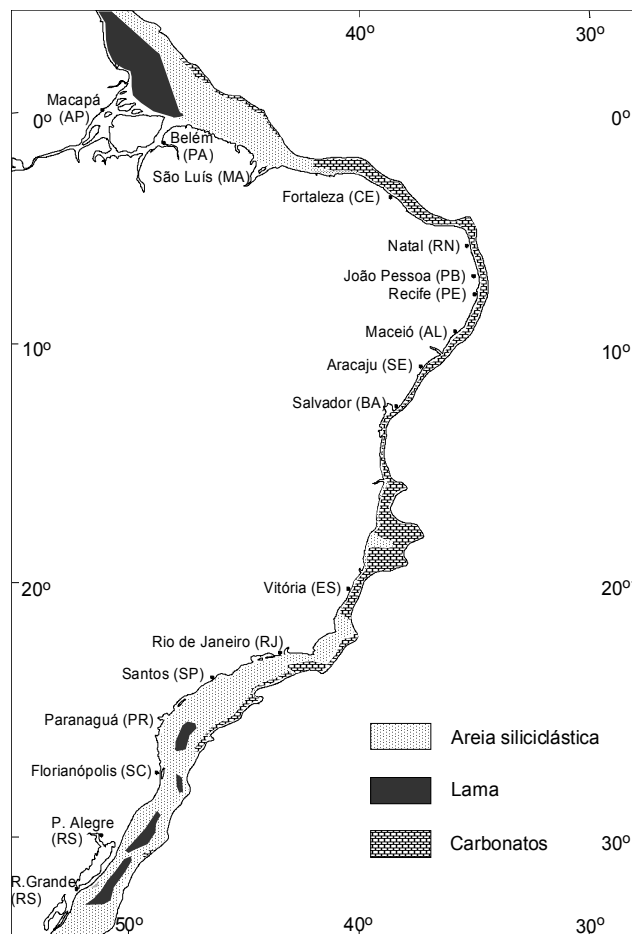 40º 30º
Macapá
(AP)
0º 0º
Belém
(PA)
São Luís (MA)
Fortaleza (CE)
Natal (RN)
João Pessoa (PB)
Recife (PE)
Maceió (AL)
10º 10º
Aracaju (SE)
Salvador (BA)
20º 20º
Vitória (ES)
Rio de Janeiro (RJ)
Santos (SP)
Paranaguá (PR)
Areia siliciclástica
Florianópolis (SC)
Lama
P. Alegre
(RS)
Carbonatos 30º
R.Grande
(RS)
50º 40º 30º